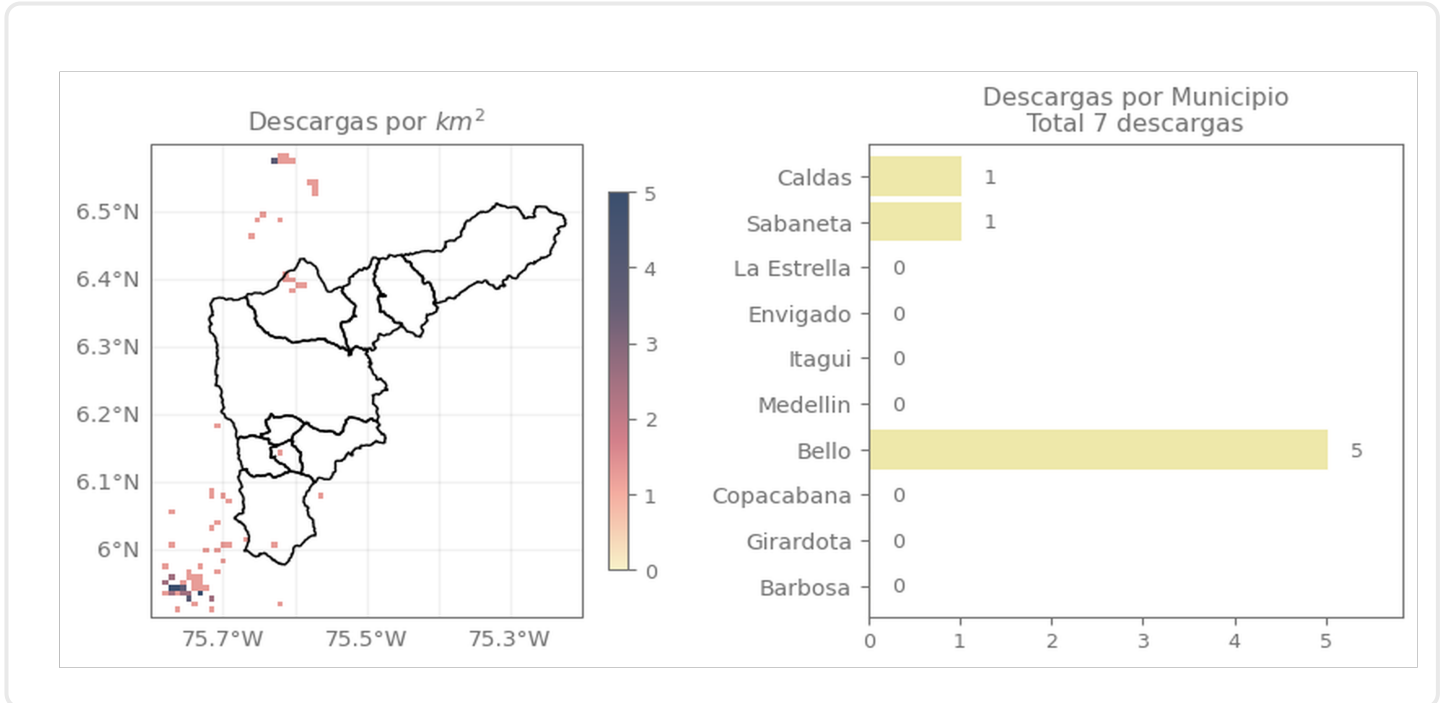 Descargas por km²
6.5°N
6.4°N
6.3°N
6.2°N
6.1°N
6°N
75.7°W 75.5°W 75.3°W
5
4
3
2
1
0
Descargas por Municipio
Total 7 descargas
Caldas 1
Sabaneta 1
La Estrella 0
Envigado 0
Itagui 0
Medellin 0
Bello 5
Copacabana 0
Girardota 0
Barbosa 0
0 1 2 3 4 5